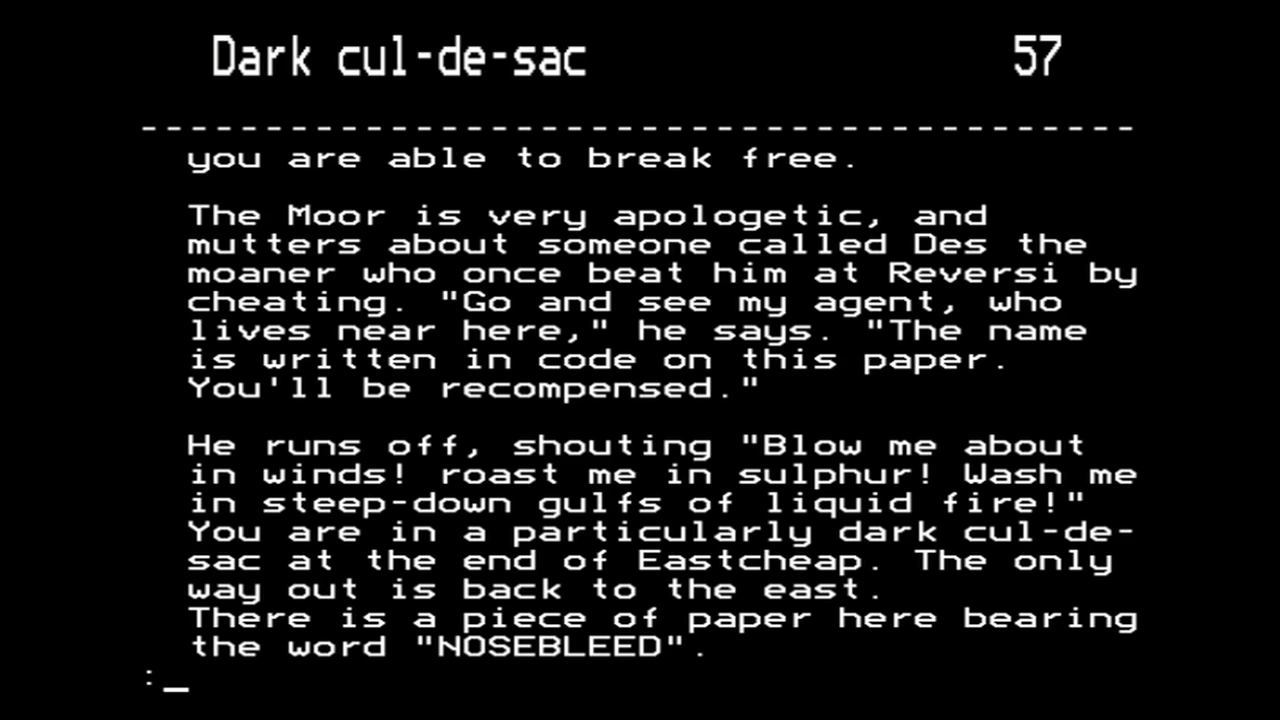 Dark cul-de-sac 57
----------------------------------------
you are able to break free.
The Moor is very apologetic, and
mutters about someone called Des the
moaner who once beat him at Reversi by
cheating. "Go and see my agent, who
lives near here," he says. "The name
is written in code on this paper.
You'll be recompensed."
He runs off, shouting "Blow me about
in winds! roast me in sulphur! Wash me
in steep-down gulfs of liquid fire!"
You are in a particularly dark cul-de-
sac at the end of Eastcheap. The only
way out is back to the east.
There is a piece of paper here bearing
the word "NOSEBLEED".
:_